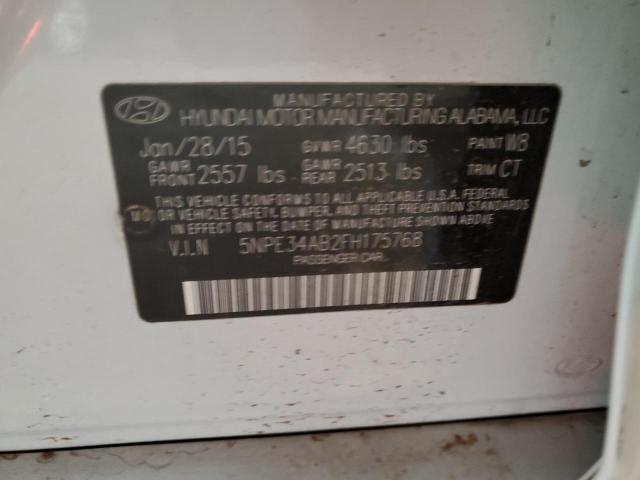 MANUFACTURED BY
HYUNDAI MOTOR MANUFACTURING ALABAMA, LLC
Jan/28/15 GVWR 4630 lbs PAINT W8
GAWR FRONT 2557 lbs GAWR REAR 2513 lbs TRIM CT
THIS VEHICLE CONFORMS TO ALL APPLICABLE U.S.A. FEDERAL
MOTOR VEHICLE SAFETY, BUMPER, AND THEFT PREVENTION STANDARDS
IN EFFECT ON THE DATE OF MANUFACTURE SHOWN ABOVE.
V.I.N 5NPE34AB2FH175768
PASSENGER CAR